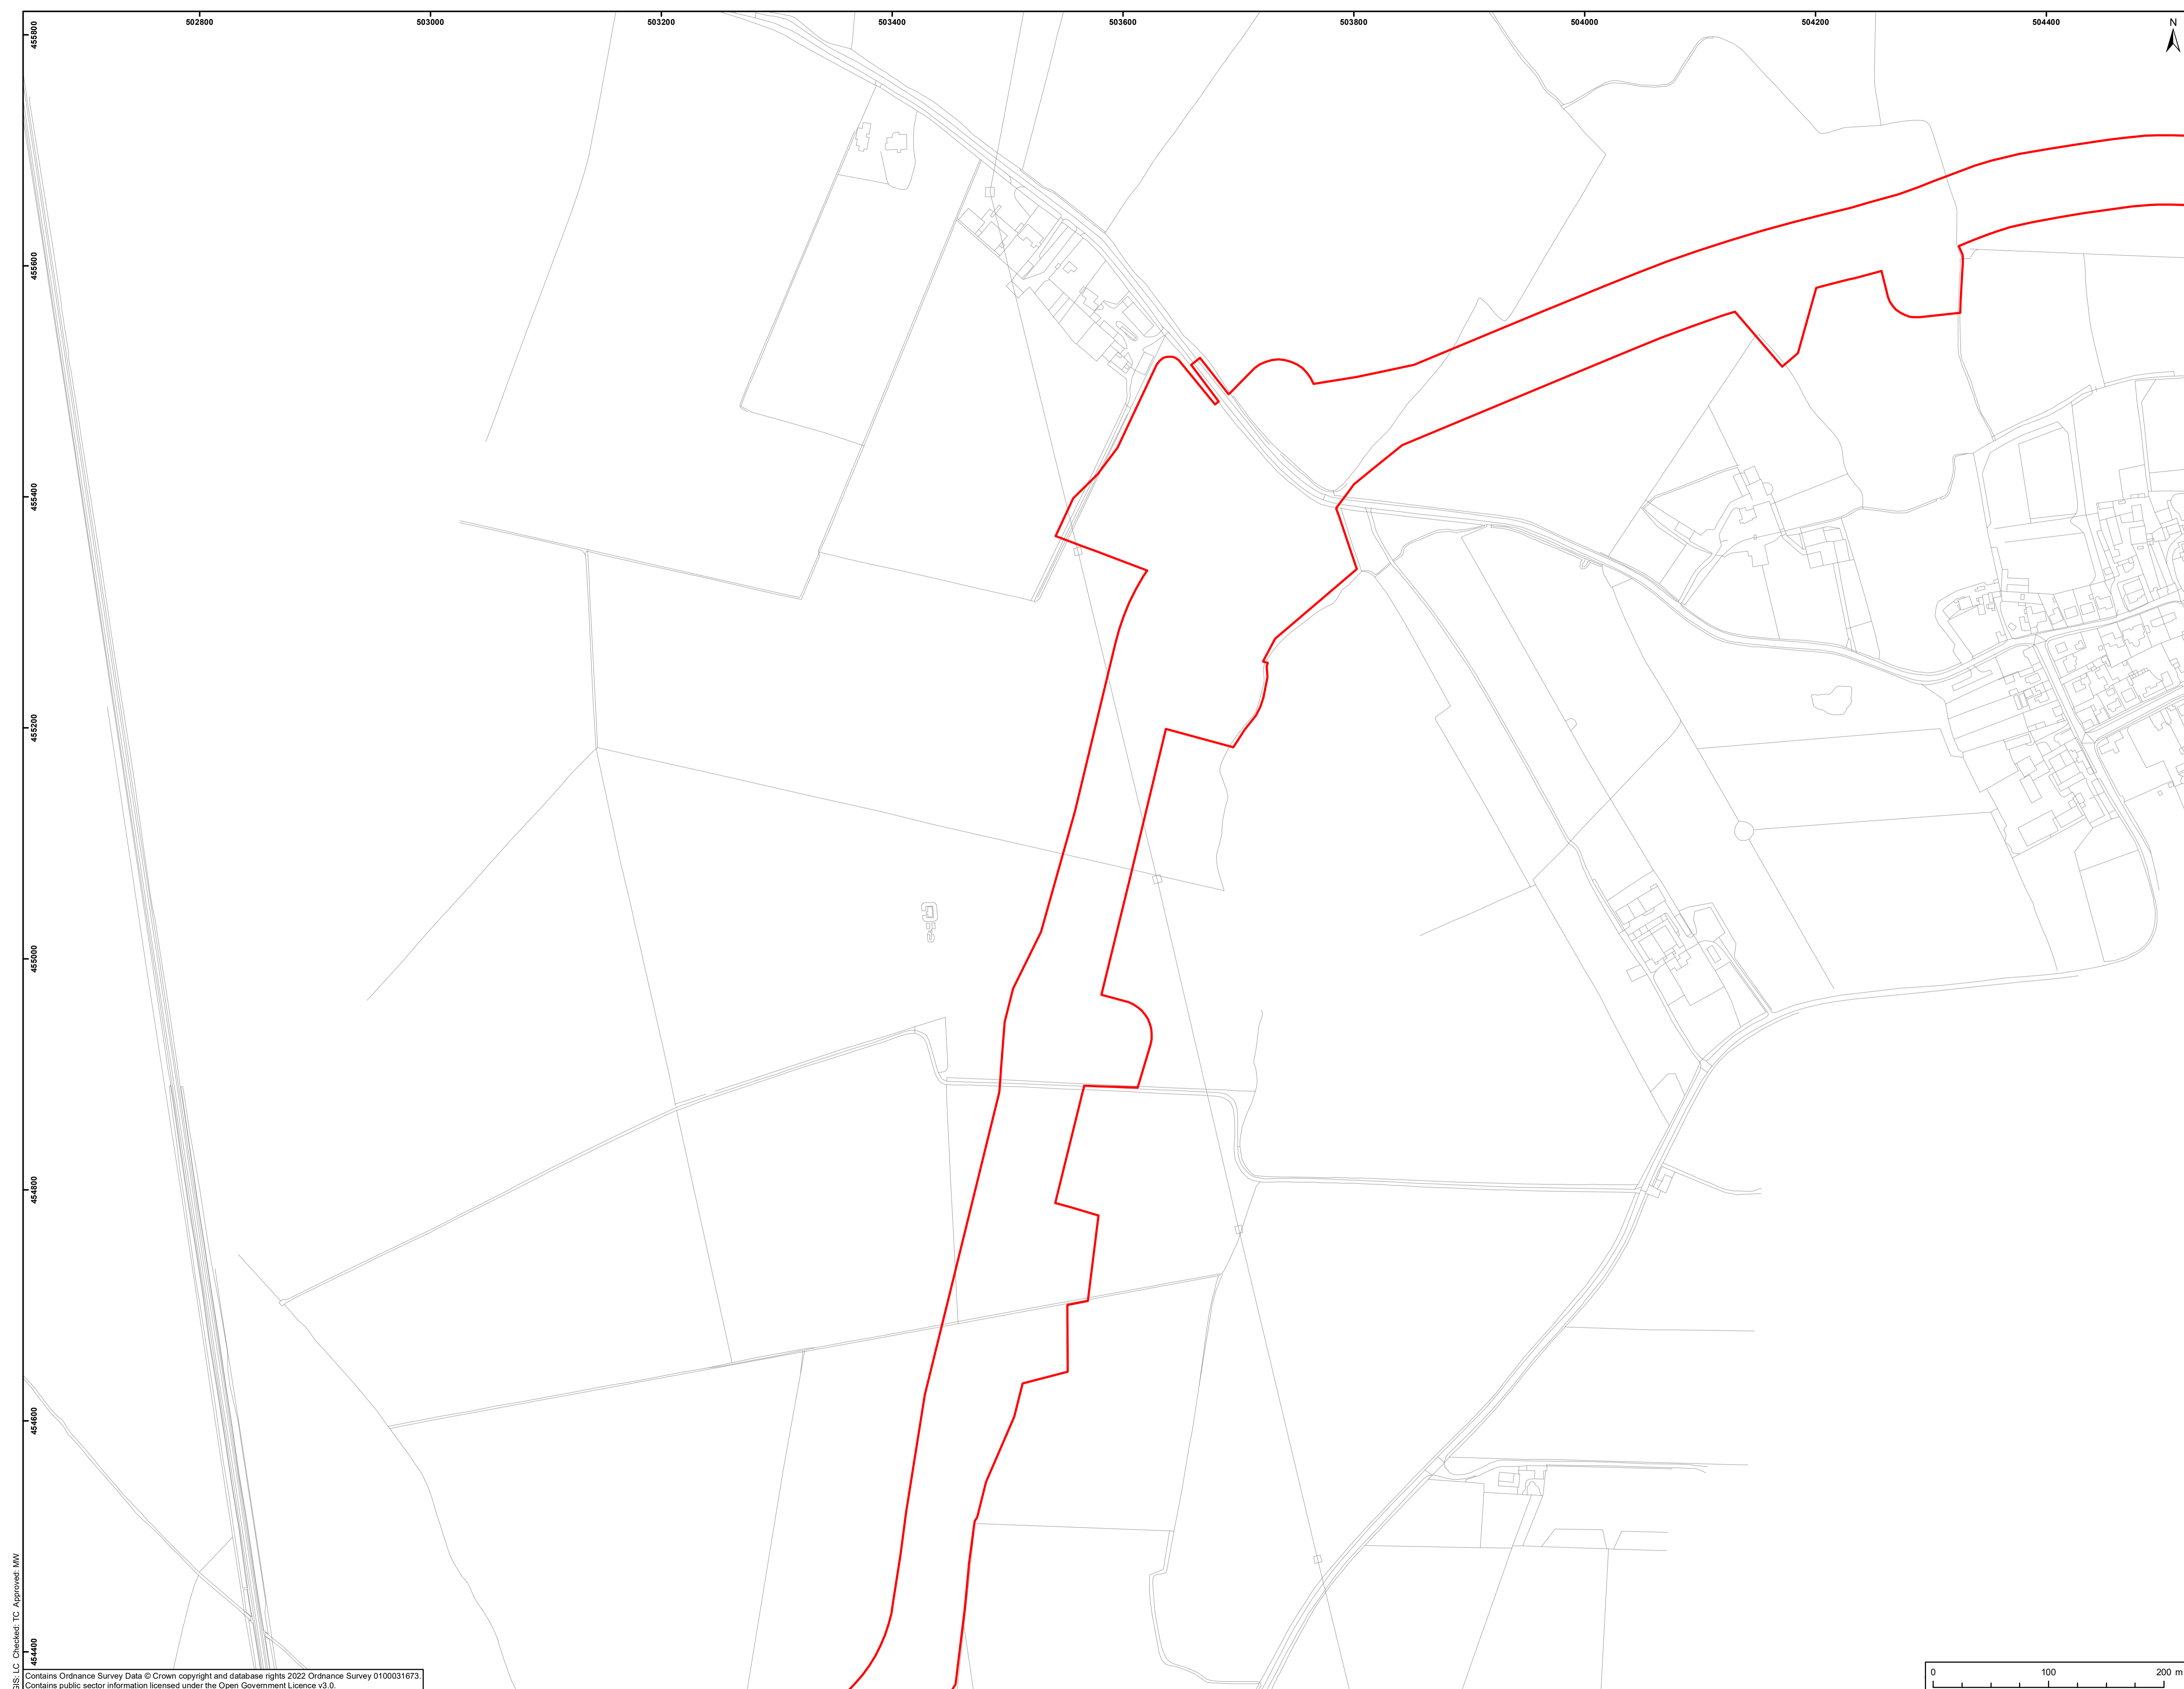 502800 503000 503200 503400 503600 503800 504000 504200 504400
N
455800
455600
455400
455200
455000
454800
454600
454400
GIS: LC Checked: TC Approved: MW
Contains Ordnance Survey Data © Crown copyright and database rights 2022 Ordnance Survey 0100031673.
Contains public sector information licensed under the Open Government Licence v3.0.
0 100 200 m